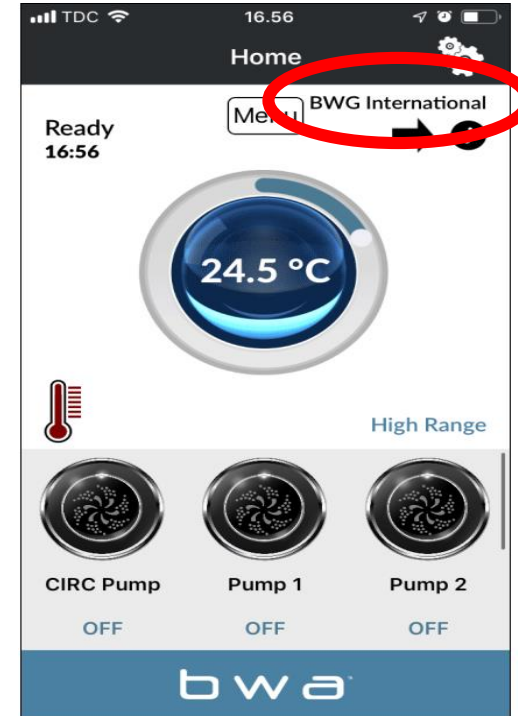 TDC 16.56
Home
Menu BWG International
Ready
16:56
24.5 °C
High Range
CIRC Pump Pump 1 Pump 2
OFF OFF OFF
bwa